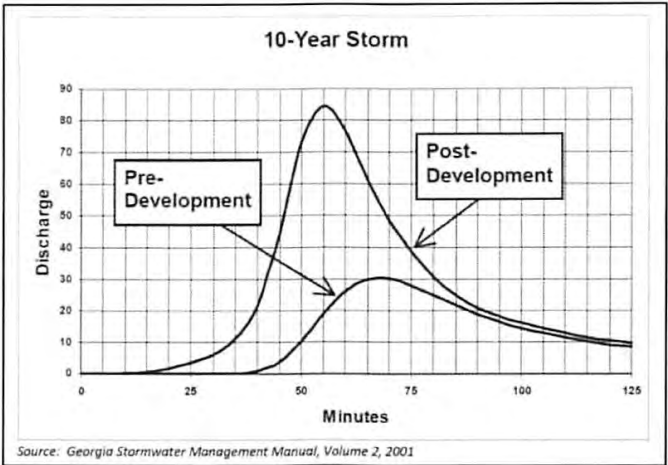 10-Year Storm
90
80
70
60
50
40
30
20
10
0
Discharge
Pre-
Development
Post-
Development
0
25
50
75
100
125
Minutes
Source: Georgia Stormwater Management Manual, Volume 2, 2001